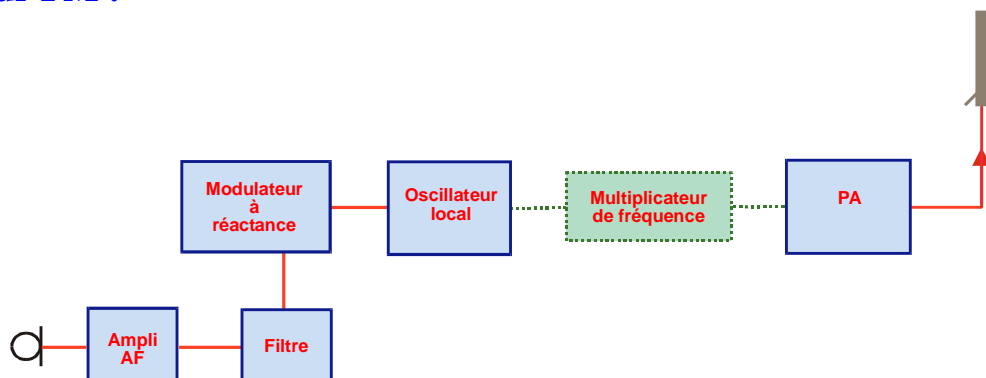 Modulateur
à
réactance
Oscillateur
local
Multiplicateur
de fréquence
PA
Ampli
AF
Filtre